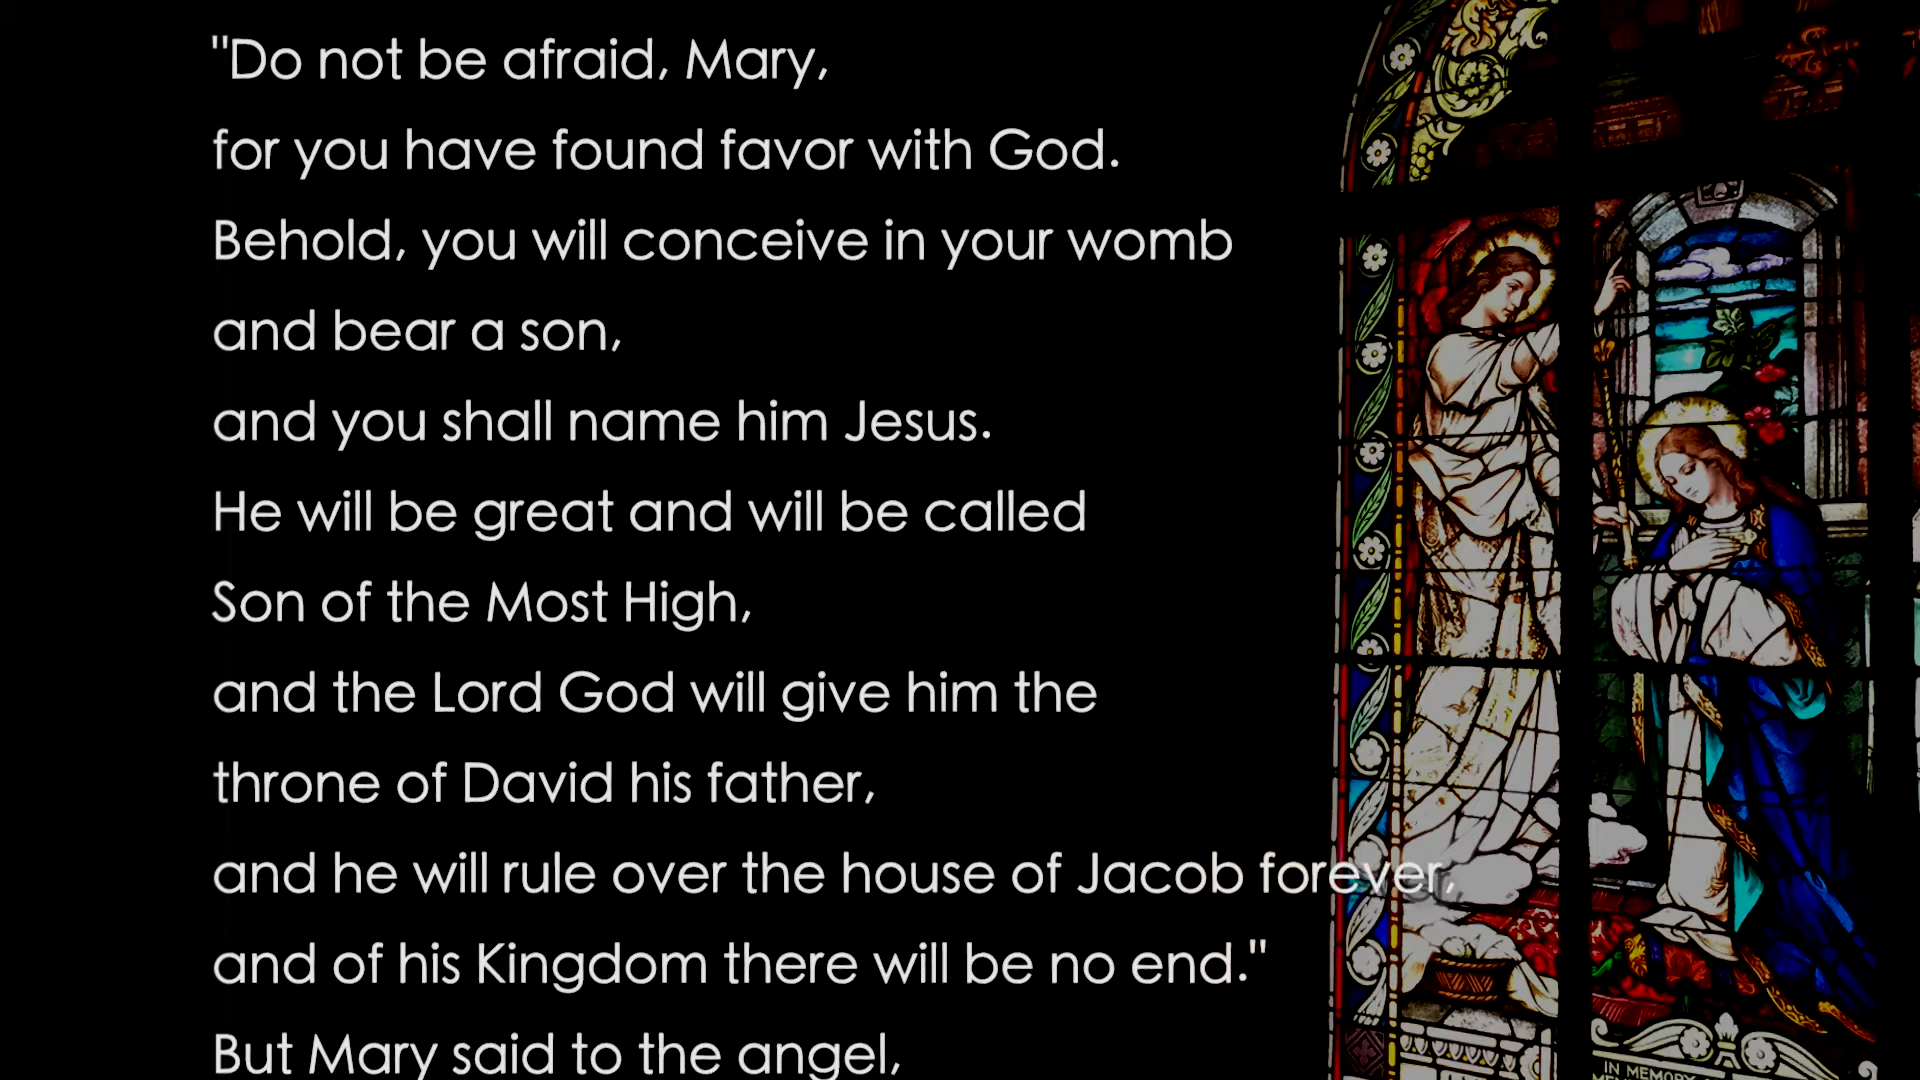 "Do not be afraid, Mary,
for you have found favor with God.
Behold, you will conceive in your womb
and bear a son,
and you shall name him Jesus.
He will be great and will be called
Son of the Most High,
and the Lord God will give him the
throne of David his father,
and he will rule over the house of Jacob forever,
and of his Kingdom there will be no end."
But Mary said to the angel,
IN MEMORY